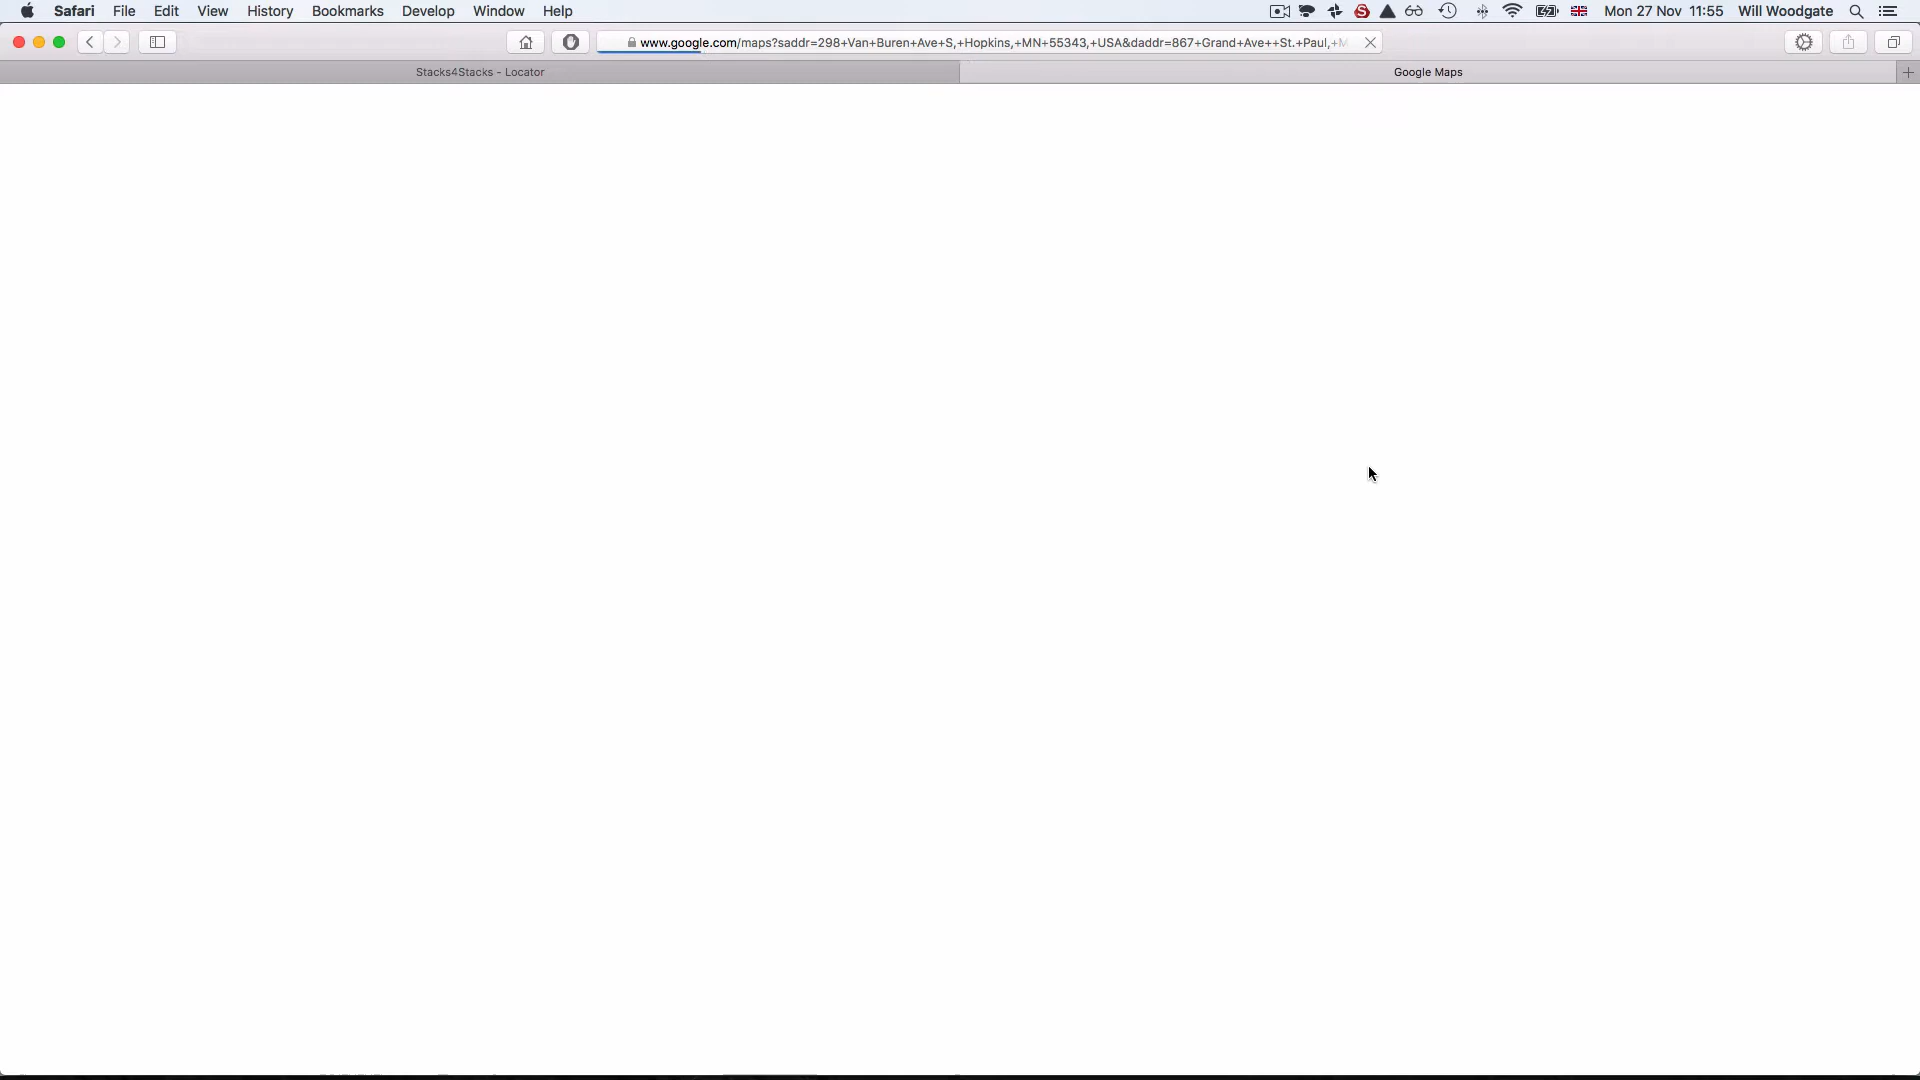 Safari File Edit View History Bookmarks Develop Window Help Mon 27 Nov 11:55 Will Woodgate
www.google.com/maps?saddr=298+Van+Buren+Ave+S,+Hopkins,+MN+55343,+USA&daddr=867+Grand+Ave++St.+Paul,+M
Stacks4Stacks - Locator Google Maps